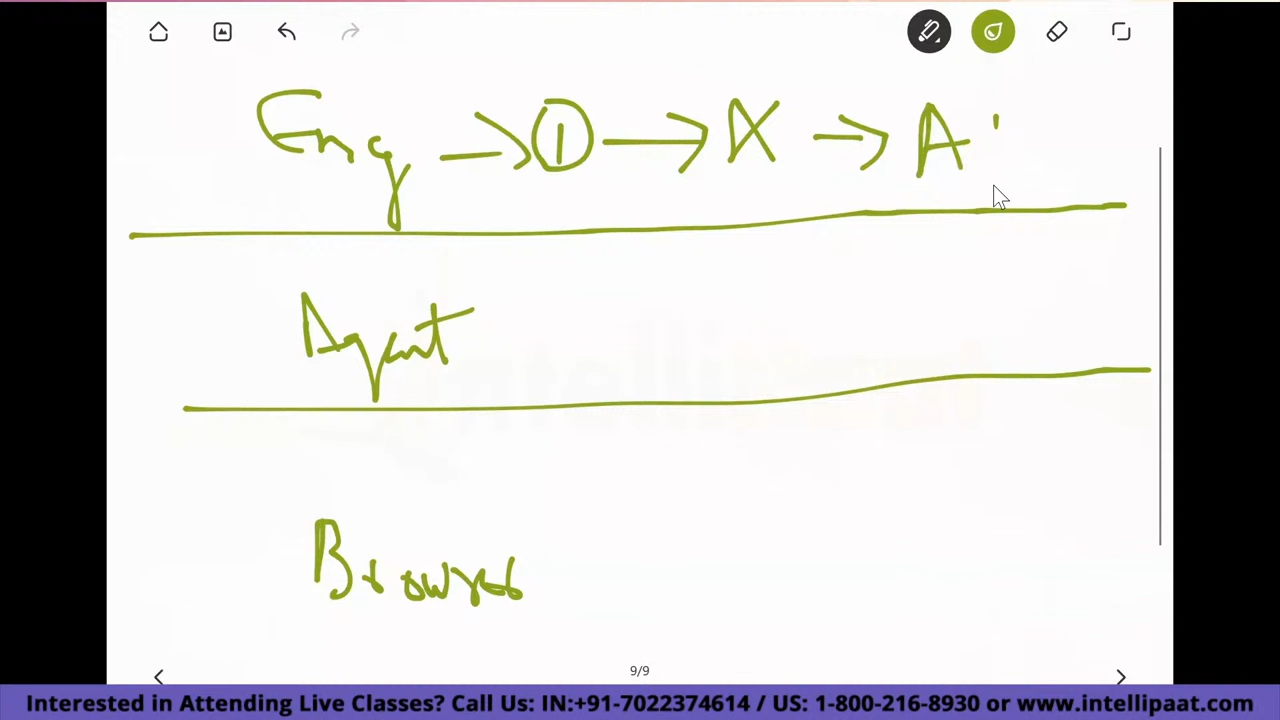 Eng → ① → X → A'
Agent
Browser
9/9
Interested in Attending Live Classes? Call Us: IN:+91-7022374614 / US: 1-800-216-8930 or www.intellipaat.com